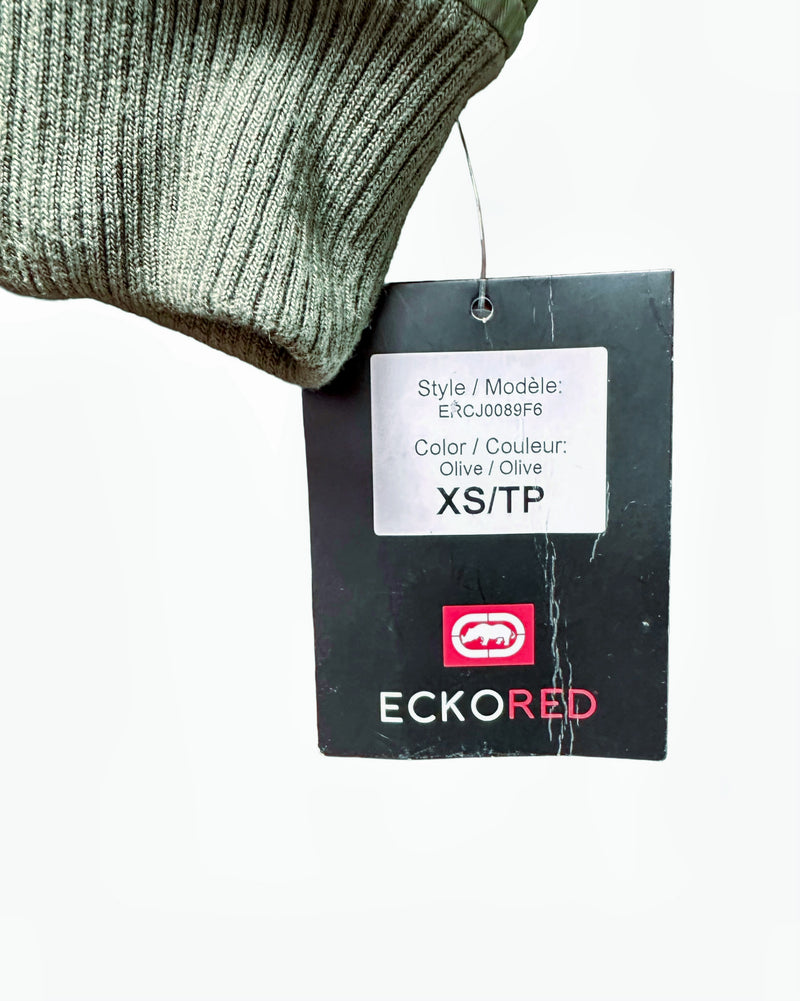 Style / Modèle:
ERCJ0089F6
Color / Couleur:
Olive / Olive
XS/TP
ECKORED